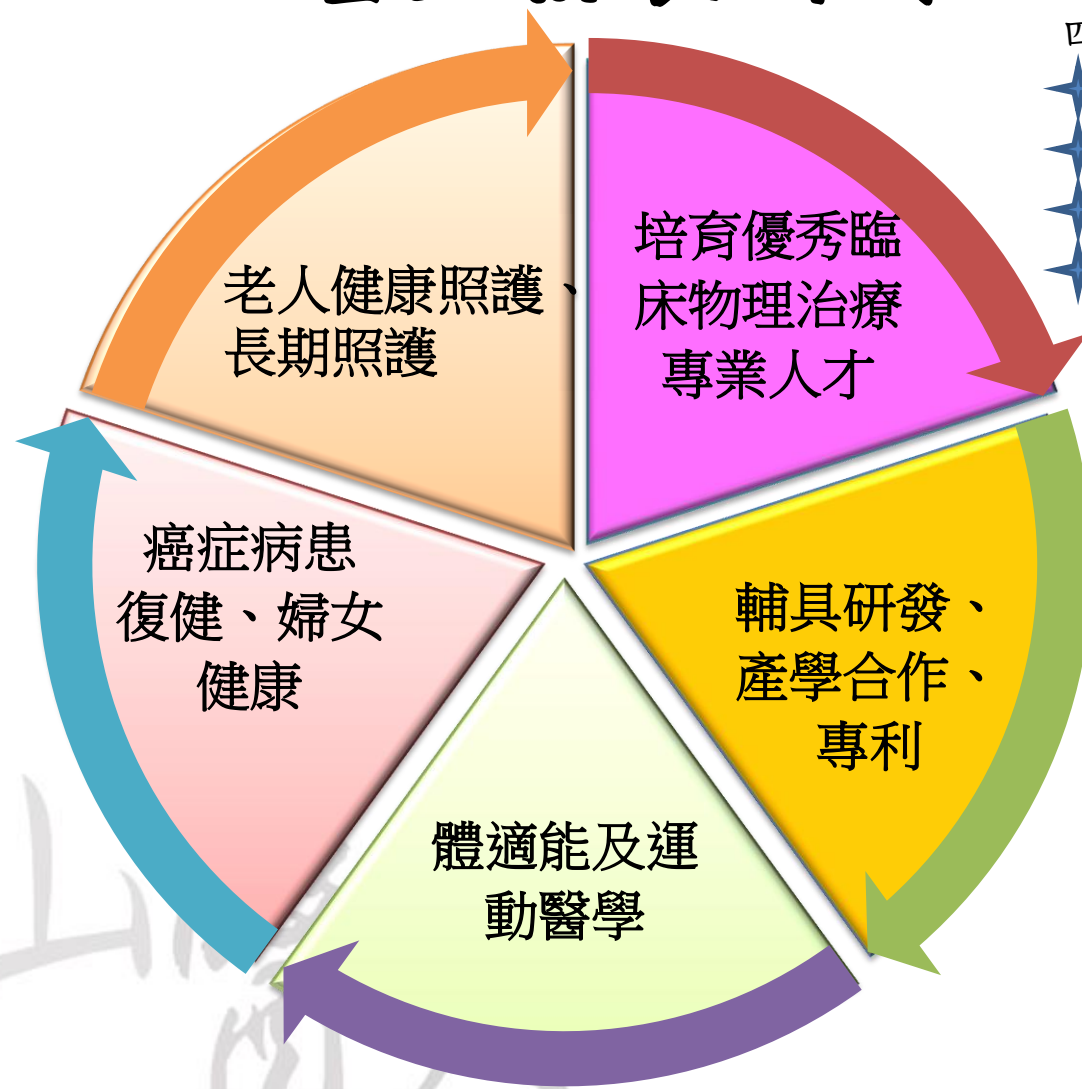 四
培育優秀臨
床物理治療
專業人才
輔具研發、
產學合作、
專利
體適能及運
動醫學
癌症病患
復健、婦女
健康
老人健康照護、
長期照護